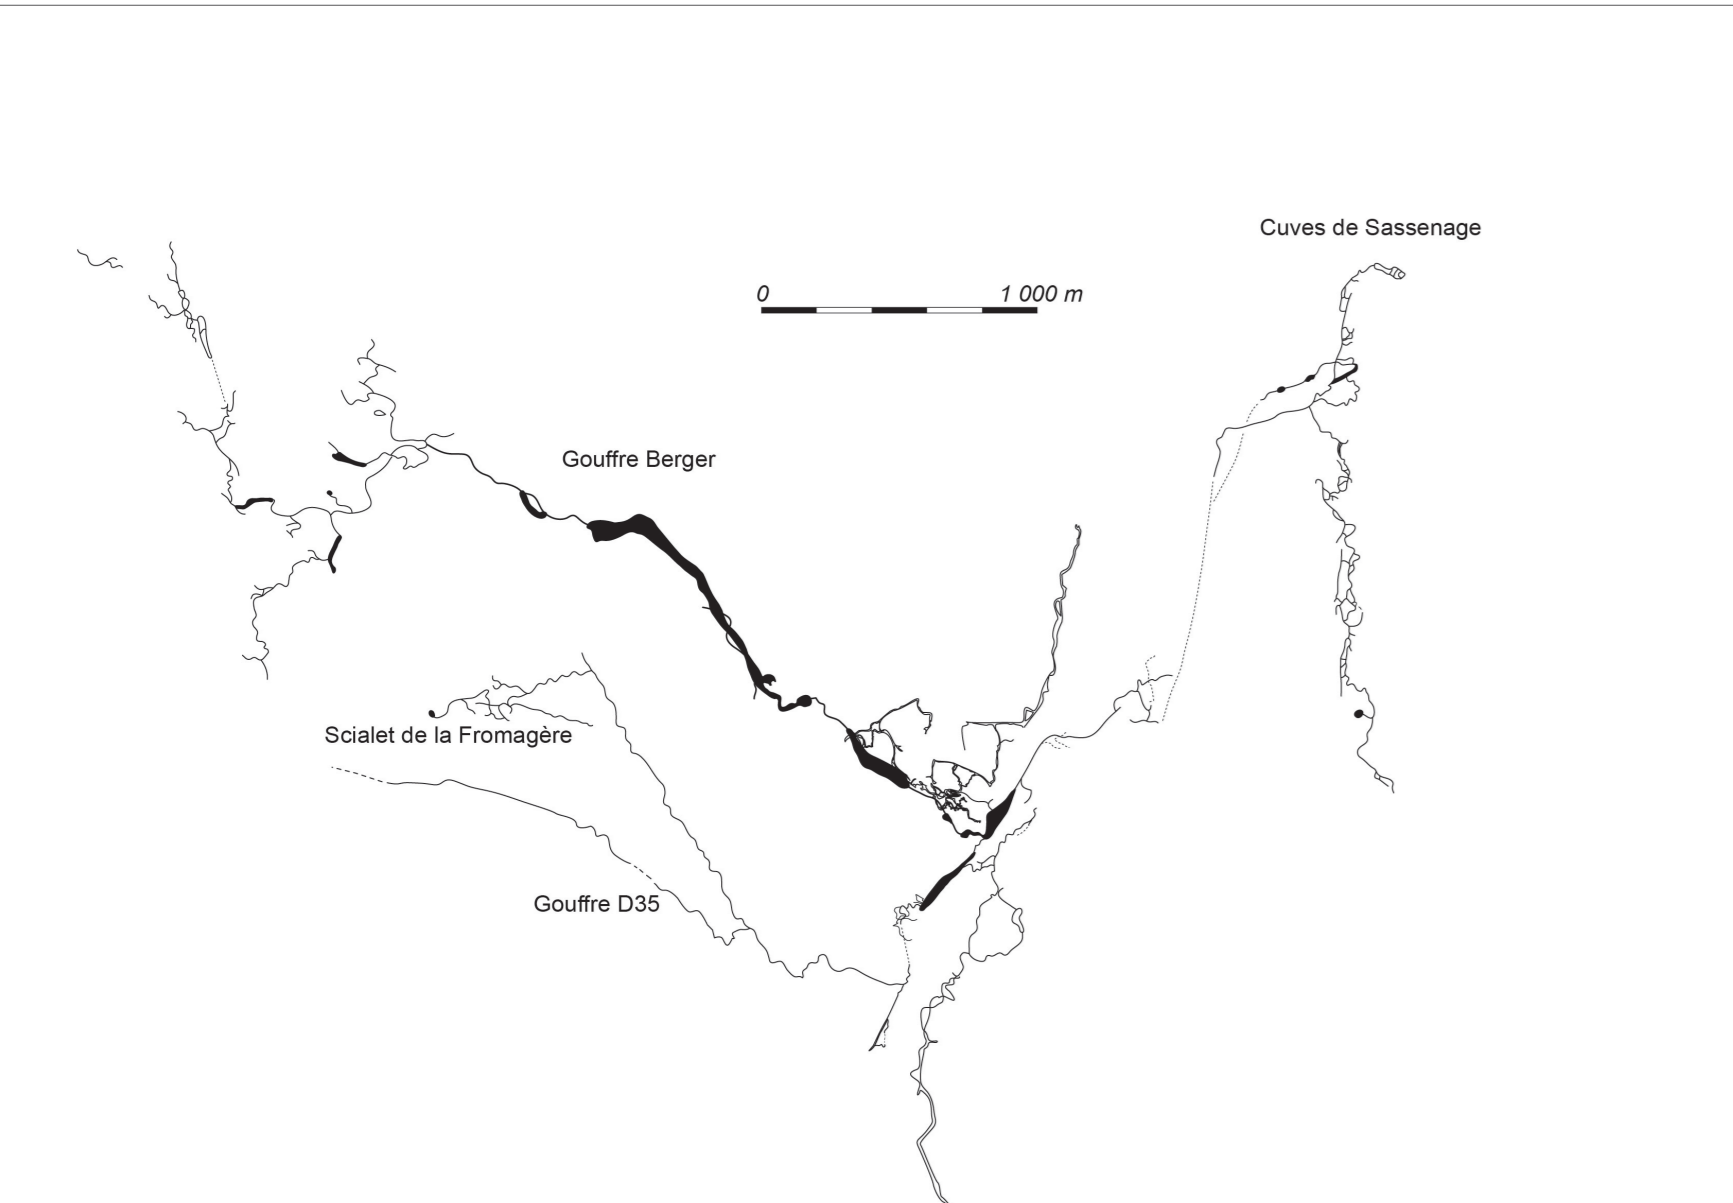 Cuves de Sassenage
0 1 000 m
Gouffre Berger
Scialet de la Fromagère
Gouffre D35